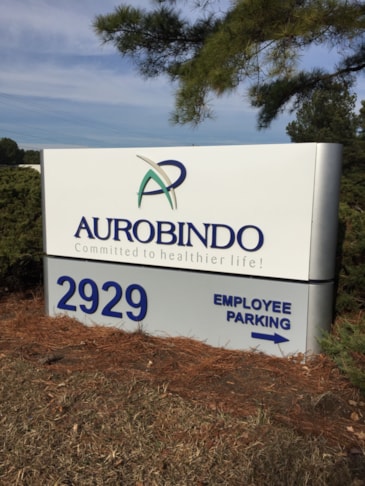 AUROBINDO
Committed to healthier life!
2929
EMPLOYEE
PARKING